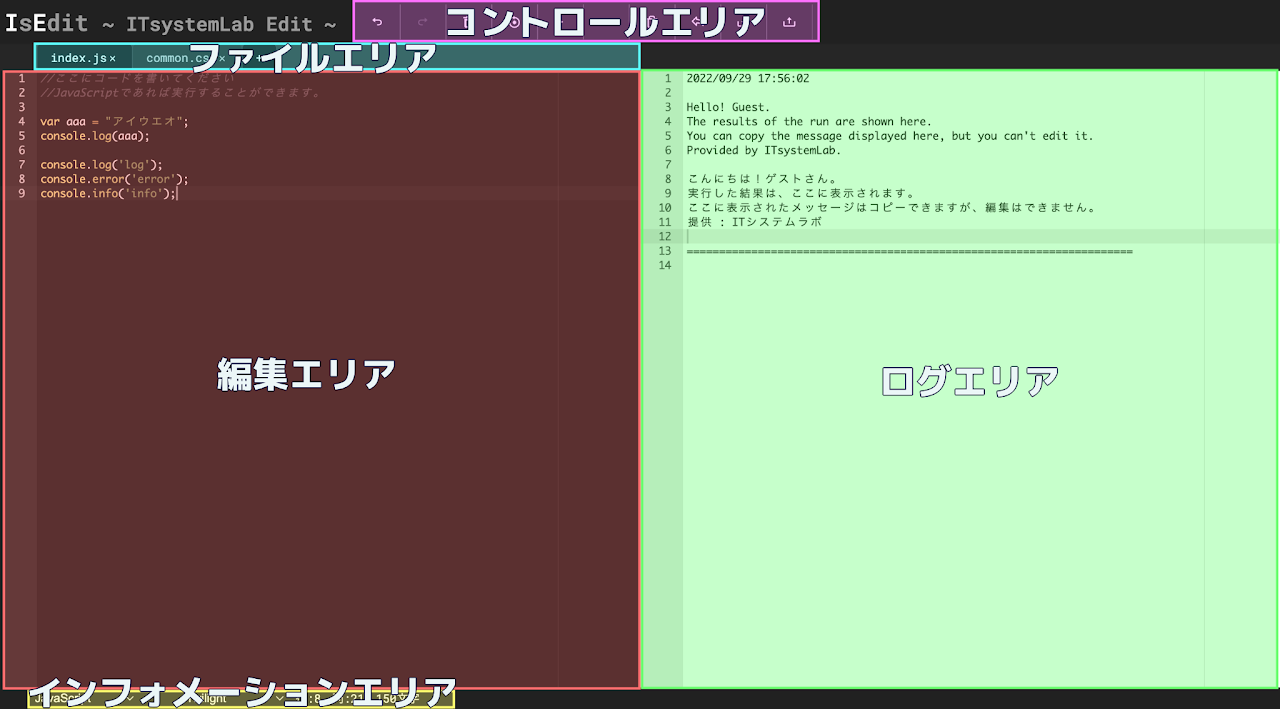 IsEdit ~ ITsystemLab Edit ~
コントロールエリア
index.js×
common.cs
×
ファイルエリア
1 //ここにコードを書いてください
2 //JavaScriptであれば実行することができます。
3
4 var aaa = "アイウエオ";
5 console.log(aaa);
6
7 console.log('log');
8 console.error('error');
9 console.info('info');
編集エリア
1 2022/09/29 17:56:02
2
3 Hello! Guest.
4 The results of the run are shown here.
5 You can copy the message displayed here, but you can't edit it.
6 Provided by ITsystemLab.
7
8 こんにちは！ゲストさん。
9 実行した結果は、ここに表示されます。
10 ここに表示されたメッセージはコピーできますが、編集はできません。
11 提供 : ITシステムラボ
12
13 =====================================================================
14
ログエリア
インフォメーションエリア
JavaScript